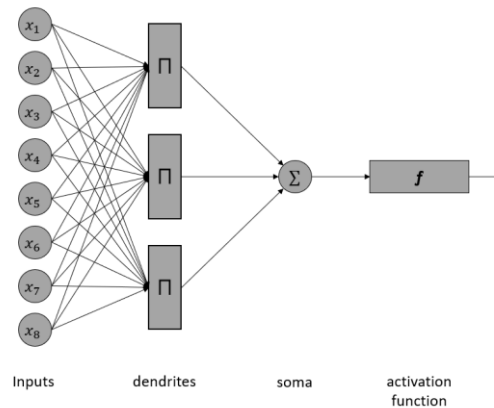 x₁
x₂
x₃
x₄
x₅
x₆
x₇
x₈
Π
Π
Π
Σ
f
Inputs
dendrites
soma
activation
function